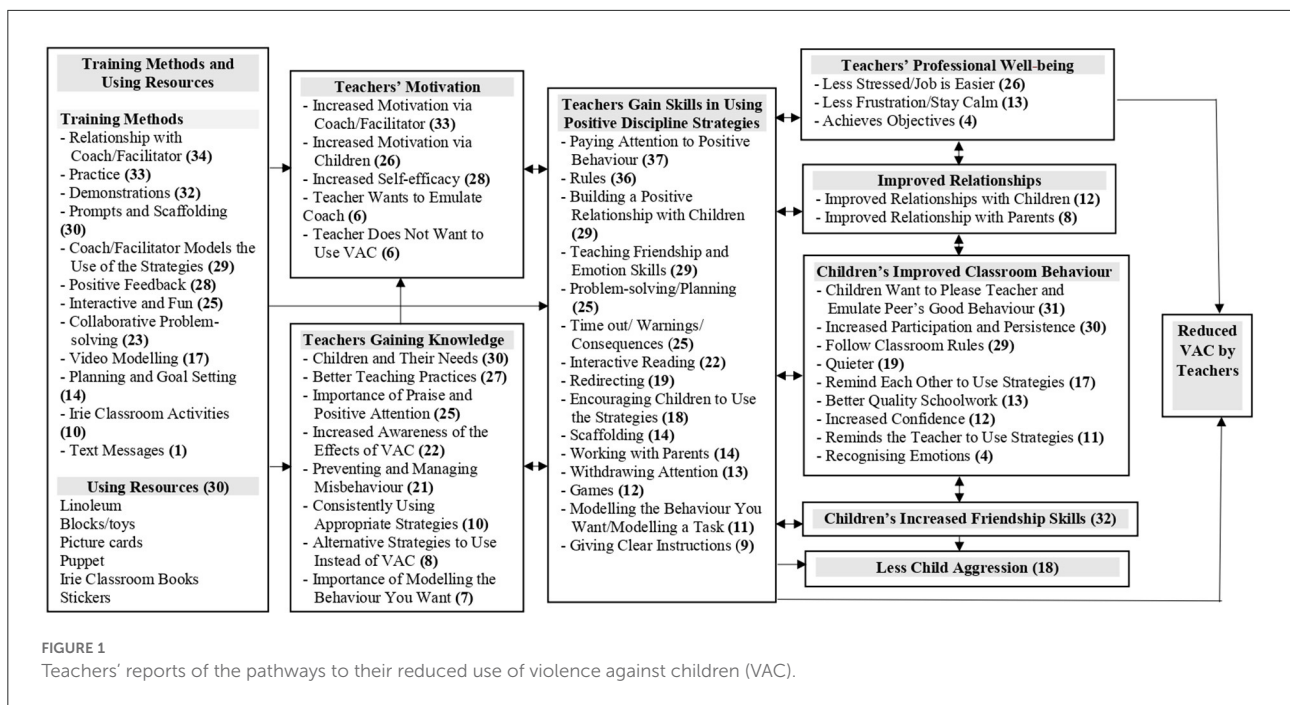 Training Methods and
Using Resources
Training Methods
- Relationship with
Coach/Facilitator (34)
- Practice (33)
- Demonstrations (32)
- Prompts and Scaffolding
(30)
- Coach/Facilitator Models the
Use of the Strategies (29)
- Positive Feedback (28)
- Interactive and Fun (25)
- Collaborative Problem-
solving (23)
- Video Modelling (17)
- Planning and Goal Setting
(14)
- Irie Classroom Activities
(10)
- Text Messages (1)
Using Resources (30)
Linoleum
Blocks/toys
Picture cards
Puppet
Irie Classroom Books
Stickers
Teachers' Motivation
- Increased Motivation via
Coach/Facilitator (33)
- Increased Motivation via
Children (26)
- Increased Self-efficacy (28)
- Teacher Wants to Emulate
Coach (6)
- Teacher Does Not Want to
Use VAC (6)
Teachers Gaining Knowledge
- Children and Their Needs (30)
- Better Teaching Practices (27)
- Importance of Praise and
Positive Attention (25)
- Increased Awareness of the
Effects of VAC (22)
- Preventing and Managing
Misbehaviour (21)
- Consistently Using
Appropriate Strategies (10)
- Alternative Strategies to Use
Instead of VAC (8)
- Importance of Modelling the
Behaviour You Want (7)
Teachers Gain Skills in Using
Positive Discipline Strategies
- Paying Attention to Positive
Behaviour (37)
- Rules (36)
- Building a Positive
Relationship with Children
(29)
- Teaching Friendship and
Emotion Skills (29)
- Problem-solving/Planning
(25)
- Time out/ Warnings/
Consequences (25)
- Interactive Reading (22)
- Redirecting (19)
- Encouraging Children to Use
the Strategies (18)
- Scaffolding (14)
- Working with Parents (14)
- Withdrawing Attention (13)
- Games (12)
- Modelling the Behaviour You
Want/Modelling a Task (11)
- Giving Clear Instructions (9)
Teachers' Professional Well-being
- Less Stressed/Job is Easier (26)
- Less Frustration/Stay Calm (13)
- Achieves Objectives (4)
Improved Relationships
- Improved Relationships with Children (12)
- Improved Relationship with Parents (8)
Children's Improved Classroom Behaviour
- Children Want to Please Teacher and
Emulate Peer's Good Behaviour (31)
- Increased Participation and Persistence (30)
- Follow Classroom Rules (29)
- Quieter (19)
- Remind Each Other to Use Strategies (17)
- Better Quality Schoolwork (13)
- Increased Confidence (12)
- Reminds the Teacher to Use Strategies (11)
- Recognising Emotions (4)
Children's Increased Friendship Skills (32)
Less Child Aggression (18)
Reduced
VAC by
Teachers
FIGURE 1
Teachers' reports of the pathways to their reduced use of violence against children (VAC).